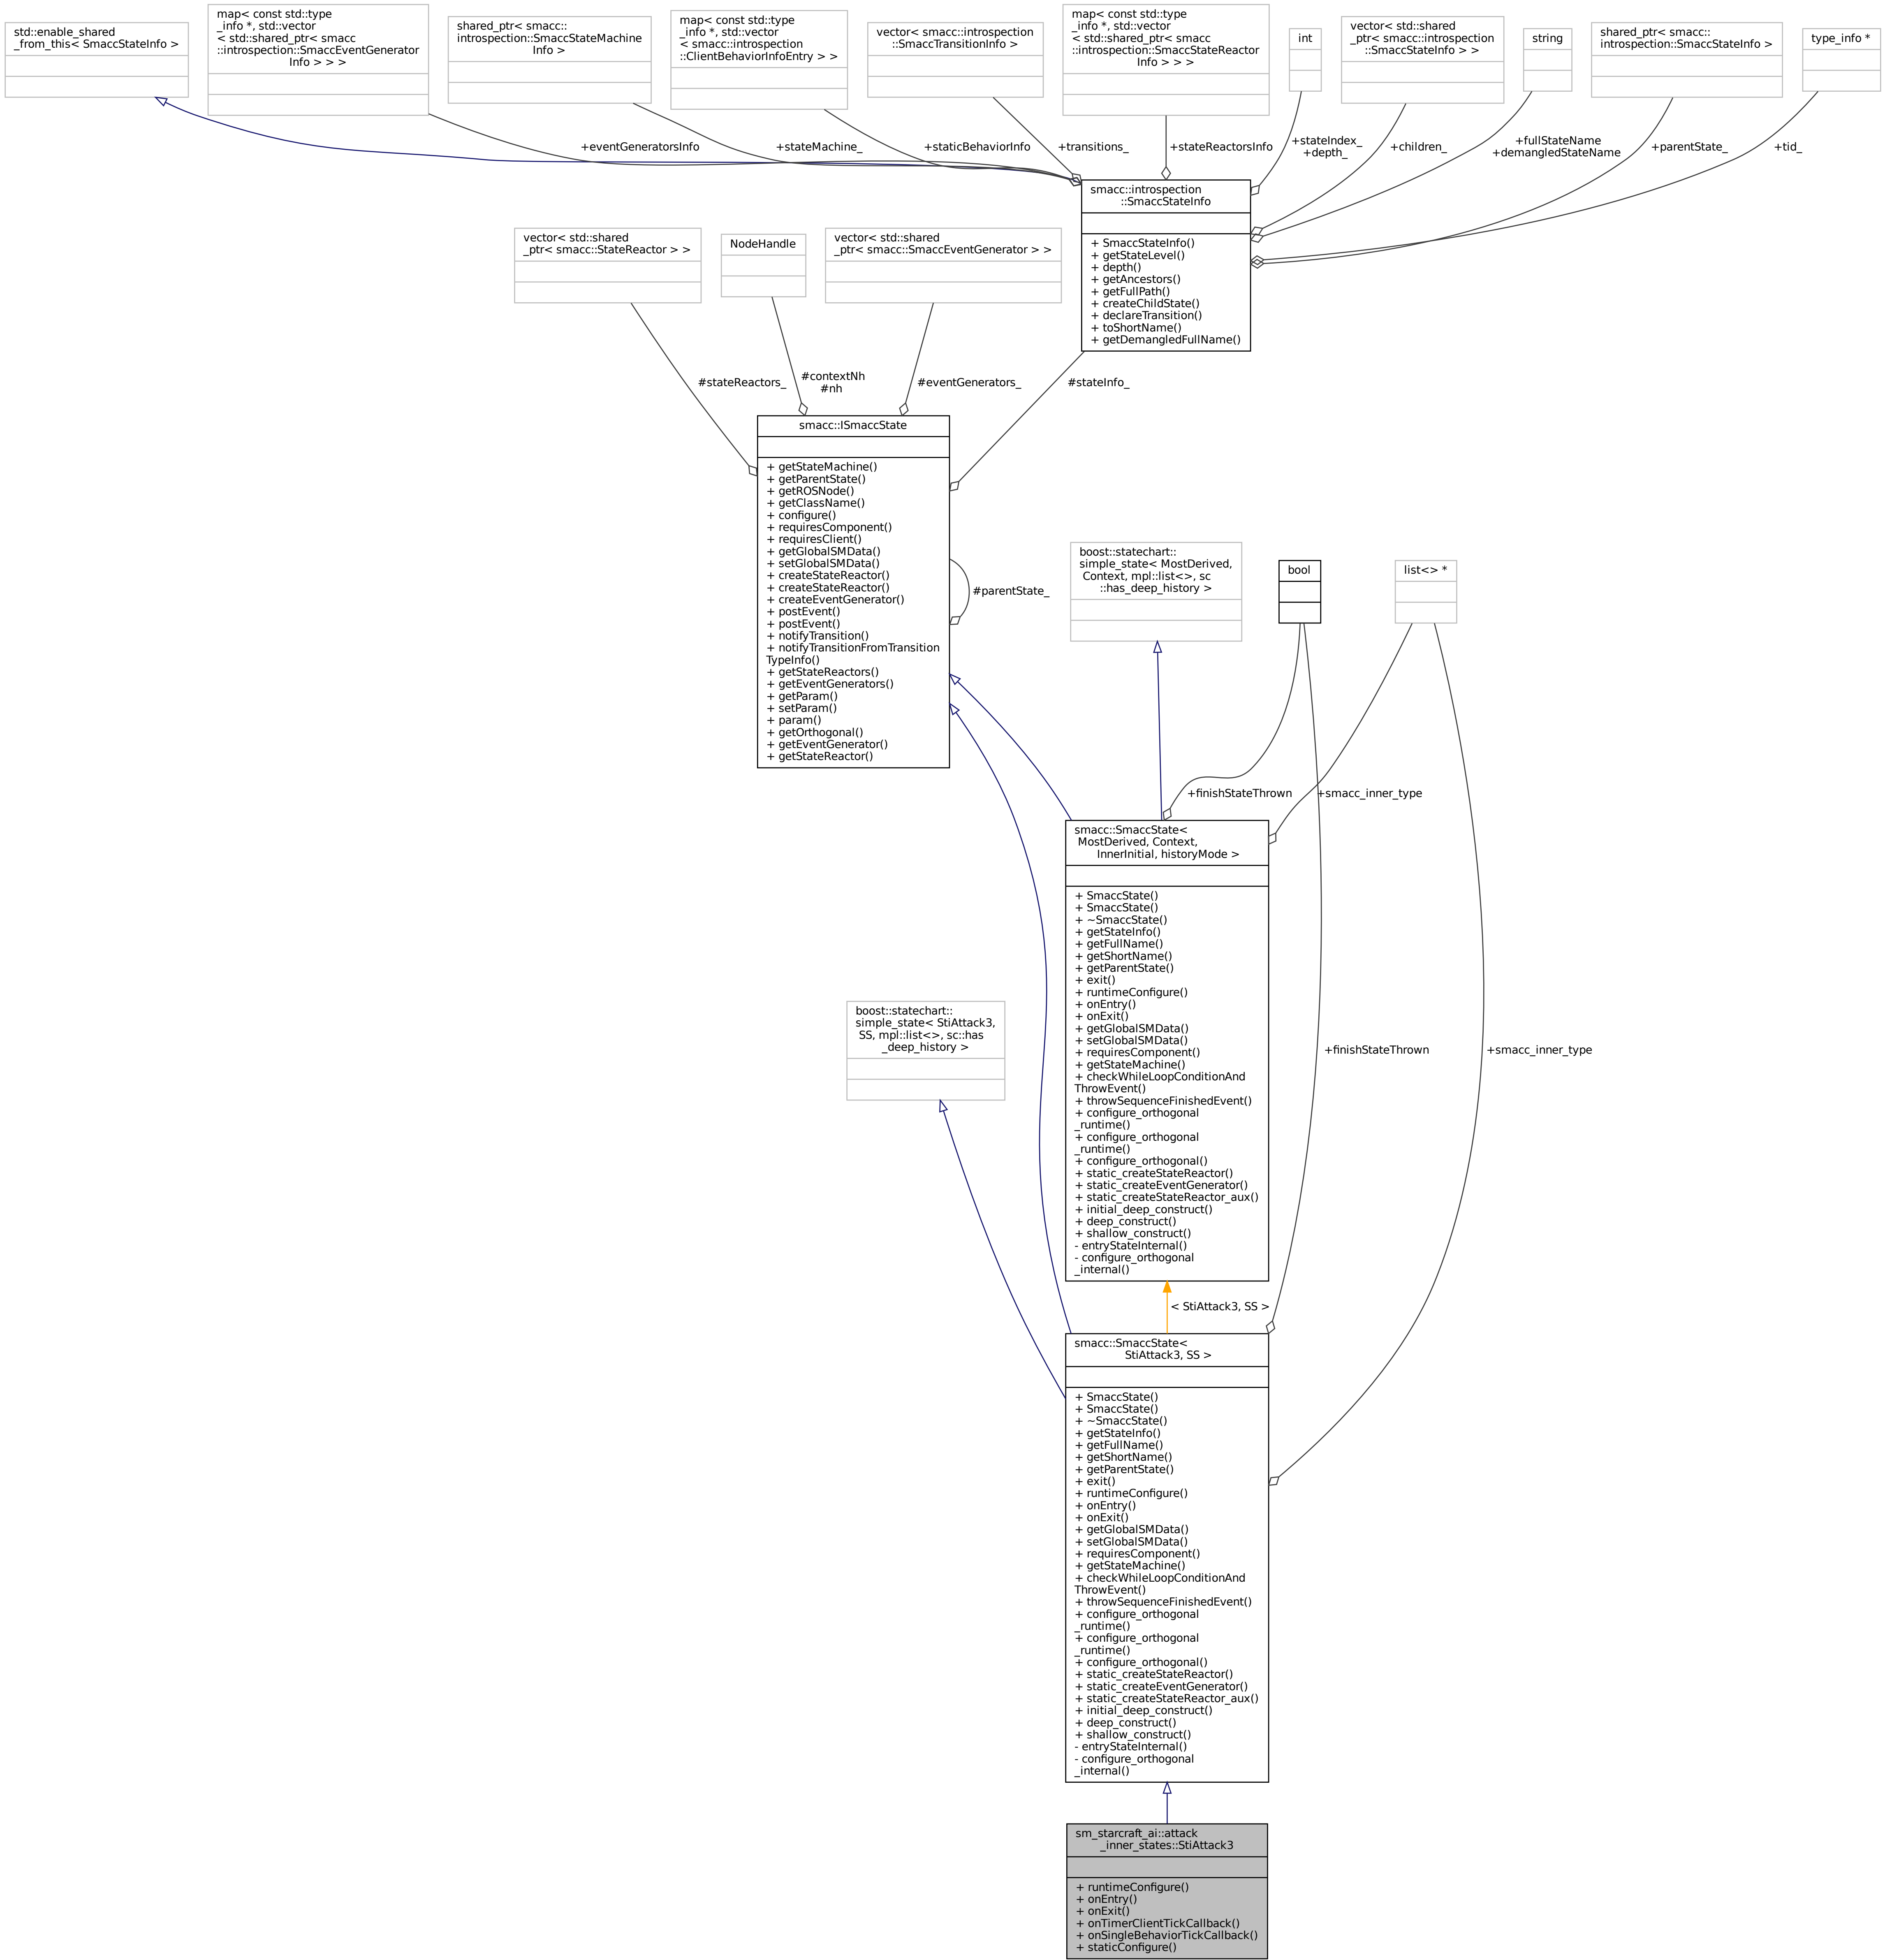 std::enable_shared
_from_this< SmaccStateInfo >
map< const std::type
_info *, std::vector
< std::shared_ptr< smacc
::introspection::SmaccEventGenerator
Info > > >
shared_ptr< smacc::
introspection::SmaccStateMachine
Info >
map< const std::type
_info *, std::vector
< smacc::introspection
::ClientBehaviorInfoEntry > >
vector< smacc::introspection
::SmaccTransitionInfo >
map< const std::type
_info *, std::vector
< std::shared_ptr< smacc
::introspection::SmaccStateReactor
Info > > >
int
vector< std::shared
_ptr< smacc::introspection
::SmaccStateInfo > >
string
shared_ptr< smacc::
introspection::SmaccStateInfo >
type_info *
+eventGeneratorsInfo
+stateMachine_
+staticBehaviorInfo
+transitions_
+stateReactorsInfo
+stateIndex_
+depth_
+children_
+fullStateName
+demangledStateName
+parentState_
+tid_
smacc::introspection
::SmaccStateInfo
+ SmaccStateInfo()
+ getStateLevel()
+ depth()
+ getAncestors()
+ getFullPath()
+ createChildState()
+ declareTransition()
+ toShortName()
+ getDemangledFullName()
vector< std::shared
_ptr< smacc::StateReactor > >
NodeHandle
vector< std::shared
_ptr< smacc::SmaccEventGenerator > >
#stateReactors_
#contextNh
#nh
#eventGenerators_
#stateInfo_
smacc::ISmaccState
+ getStateMachine()
+ getParentState()
+ getROSNode()
+ getClassName()
+ configure()
+ requiresComponent()
+ requiresClient()
+ getGlobalSMData()
+ setGlobalSMData()
+ createStateReactor()
+ createStateReactor()
+ createEventGenerator()
+ postEvent()
+ postEvent()
+ notifyTransition()
+ notifyTransitionFromTransition
TypeInfo()
+ getStateReactors()
+ getEventGenerators()
+ getParam()
+ setParam()
+ param()
+ getOrthogonal()
+ getEventGenerator()
+ getStateReactor()
#parentState_
boost::statechart::
simple_state< MostDerived,
Context, mpl::list<>, sc
::has_deep_history >
bool
list<> *
+finishStateThrown
+smacc_inner_type
smacc::SmaccState<
MostDerived, Context,
InnerInitial, historyMode >
+ SmaccState()
+ SmaccState()
+ ~SmaccState()
+ getStateInfo()
+ getFullName()
+ getShortName()
+ getParentState()
+ exit()
+ runtimeConfigure()
+ onEntry()
+ onExit()
+ getGlobalSMData()
+ setGlobalSMData()
+ requiresComponent()
+ getStateMachine()
+ checkWhileLoopConditionAnd
ThrowEvent()
+ throwSequenceFinishedEvent()
+ configure_orthogonal
_runtime()
+ configure_orthogonal
_runtime()
+ configure_orthogonal()
+ static_createStateReactor()
+ static_createEventGenerator()
+ static_createStateReactor_aux()
+ initial_deep_construct()
+ deep_construct()
+ shallow_construct()
- entryStateInternal()
- configure_orthogonal
_internal()
boost::statechart::
simple_state< StiAttack3,
SS, mpl::list<>, sc::has
_deep_history >
+finishStateThrown
+smacc_inner_type
< StiAttack3, SS >
smacc::SmaccState<
StiAttack3, SS >
+ SmaccState()
+ SmaccState()
+ ~SmaccState()
+ getStateInfo()
+ getFullName()
+ getShortName()
+ getParentState()
+ exit()
+ runtimeConfigure()
+ onEntry()
+ onExit()
+ getGlobalSMData()
+ setGlobalSMData()
+ requiresComponent()
+ getStateMachine()
+ checkWhileLoopConditionAnd
ThrowEvent()
+ throwSequenceFinishedEvent()
+ configure_orthogonal
_runtime()
+ configure_orthogonal
_runtime()
+ configure_orthogonal()
+ static_createStateReactor()
+ static_createEventGenerator()
+ static_createStateReactor_aux()
+ initial_deep_construct()
+ deep_construct()
+ shallow_construct()
- entryStateInternal()
- configure_orthogonal
_internal()
sm_starcraft_ai::attack
_inner_states::StiAttack3
+ runtimeConfigure()
+ onEntry()
+ onExit()
+ onTimerClientTickCallback()
+ onSingleBehaviorTickCallback()
+ staticConfigure()